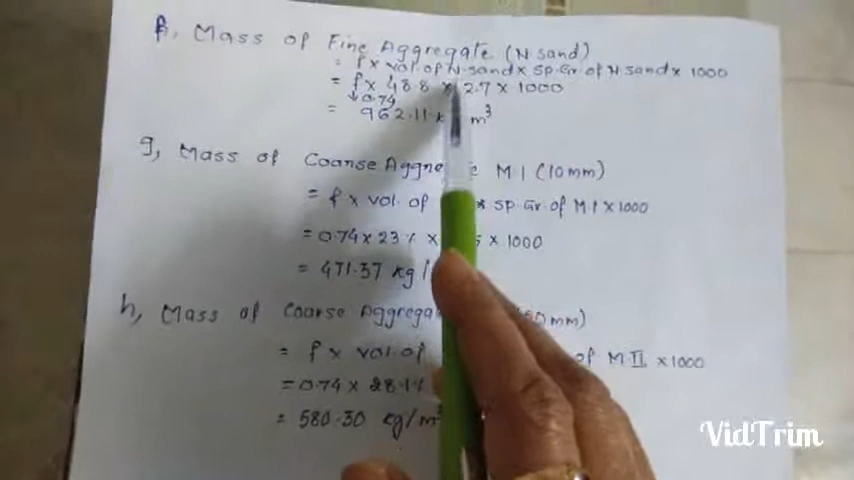 f, Mass of Fine Aggregate (N sand)
= f x vol. of N.sand x Sp.Gr. of N.sand x 1000
= f x 48.8 x 2.7 x 1000
0.74
= 962.11 k m³
g, Mass of Coarse Aggre e M I (10mm)
= f x vol. of x SP.Gr. of M I x 1000
= 0.74 x 23% x 1000
= 471.57 kg/
h, Mass of Coarse Aggrega mm)
= f x vol. of of M II x 1000
= 0.74 x 28.1%
= 580.30 kg/m³
VidTrim